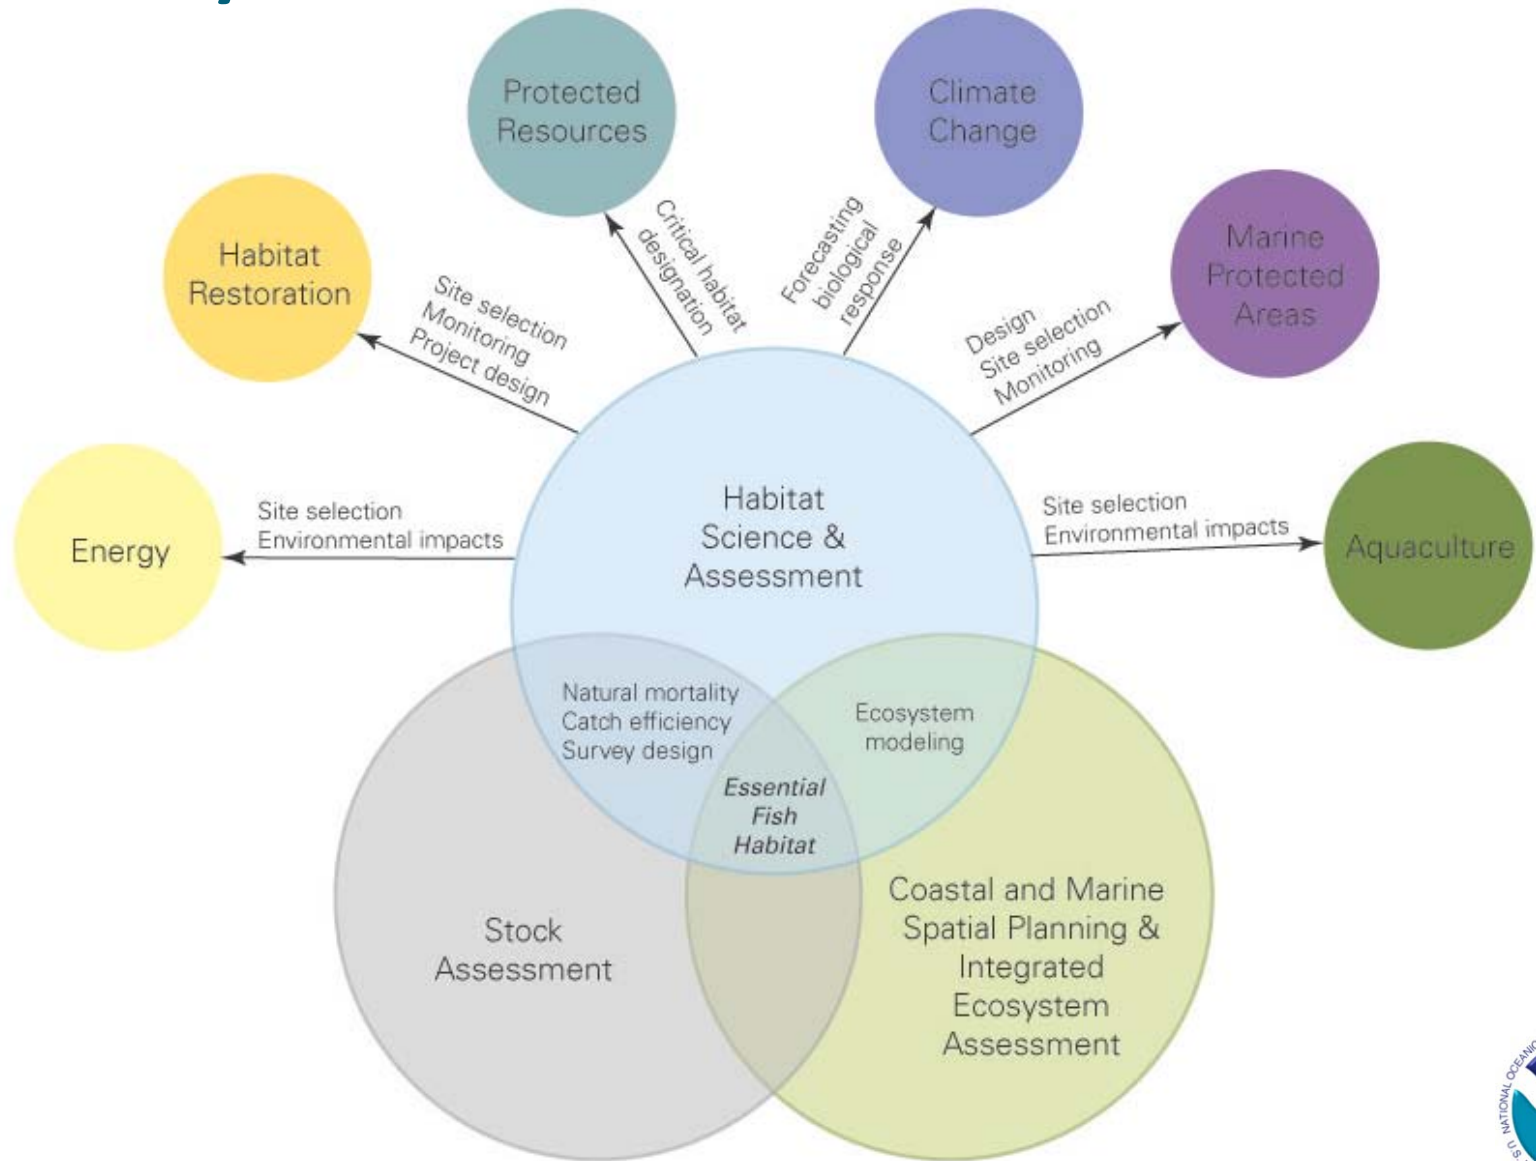 Protected
Resources
Climate
Change
Habitat
Restoration
Marine
Protected
Areas
Critical habitat
designation
Forecasting
biological
response
Site selection
Monitoring
Project design
Design
Site selection
Monitoring
Energy
Site selection
Environmental impacts
Habitat
Science &
Assessment
Site selection
Environmental impacts
Aquaculture
Natural mortality
Catch efficiency
Survey design
Ecosystem
modeling
Essential
Fish
Habitat
Stock
Assessment
Coastal and Marine
Spatial Planning &
Integrated
Ecosystem
Assessment
NATIONAL OCEANIC
U.S.